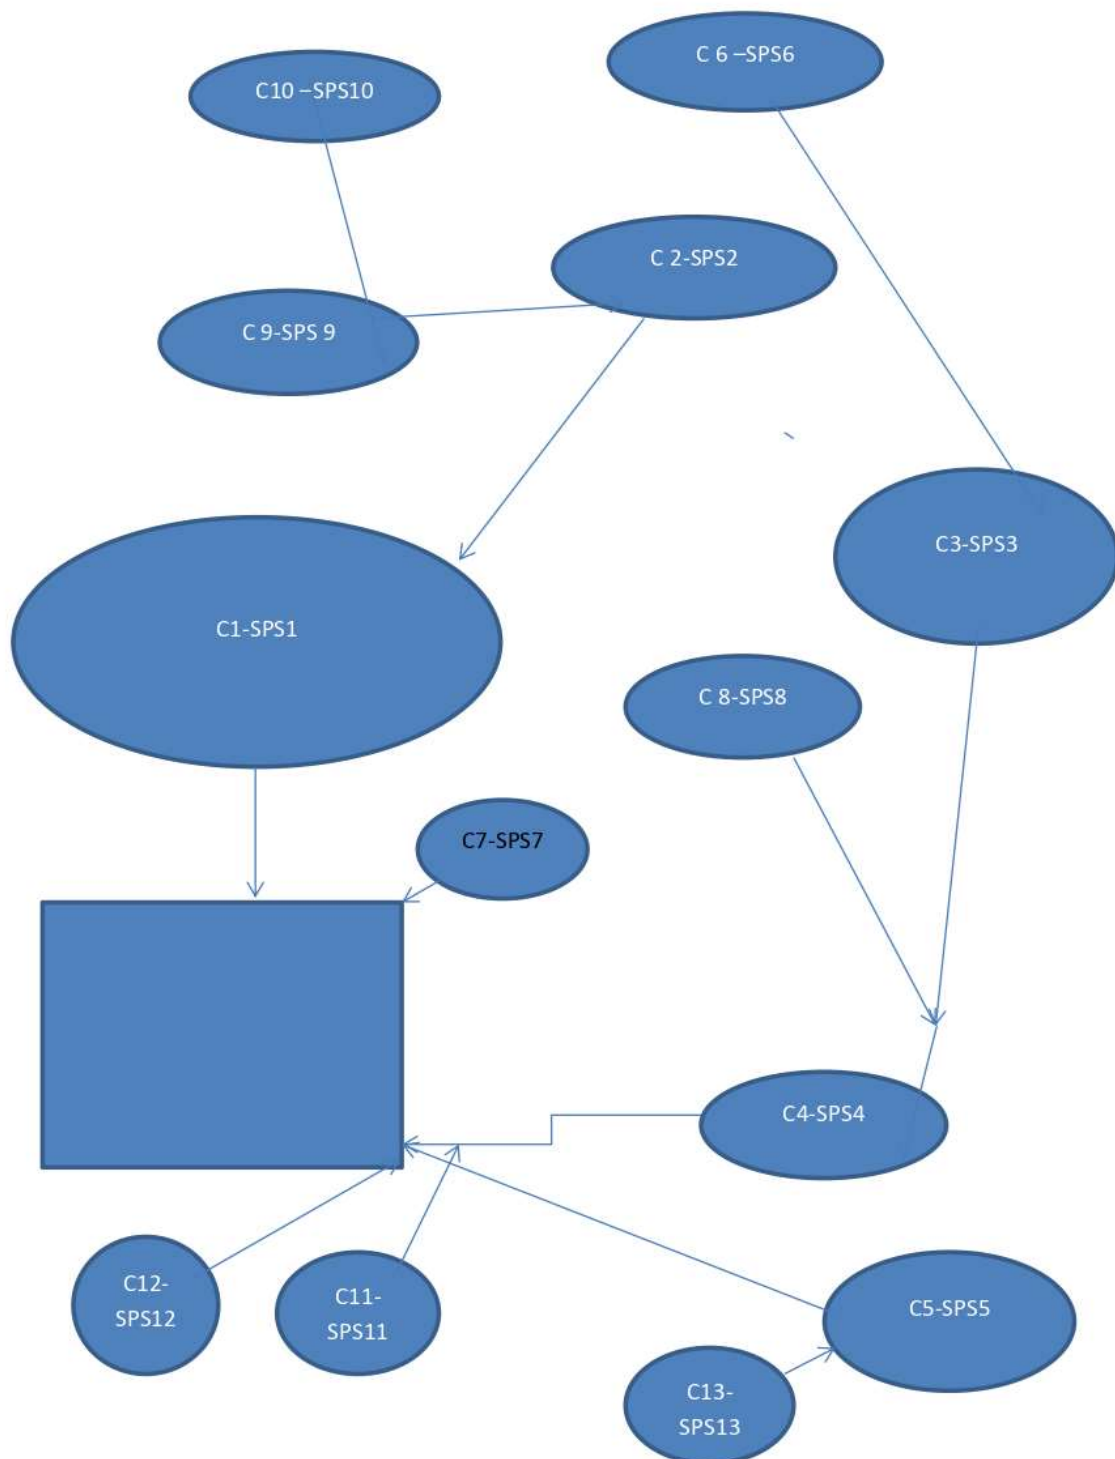 C 6 –SPS6
C10 –SPS10
C 2-SPS2
C 9-SPS 9
C3-SPS3
C1-SPS1
C 8-SPS8
C7-SPS7
C4-SPS4
C12-
SPS12
C11-
SPS11
C5-SPS5
C13-
SPS13